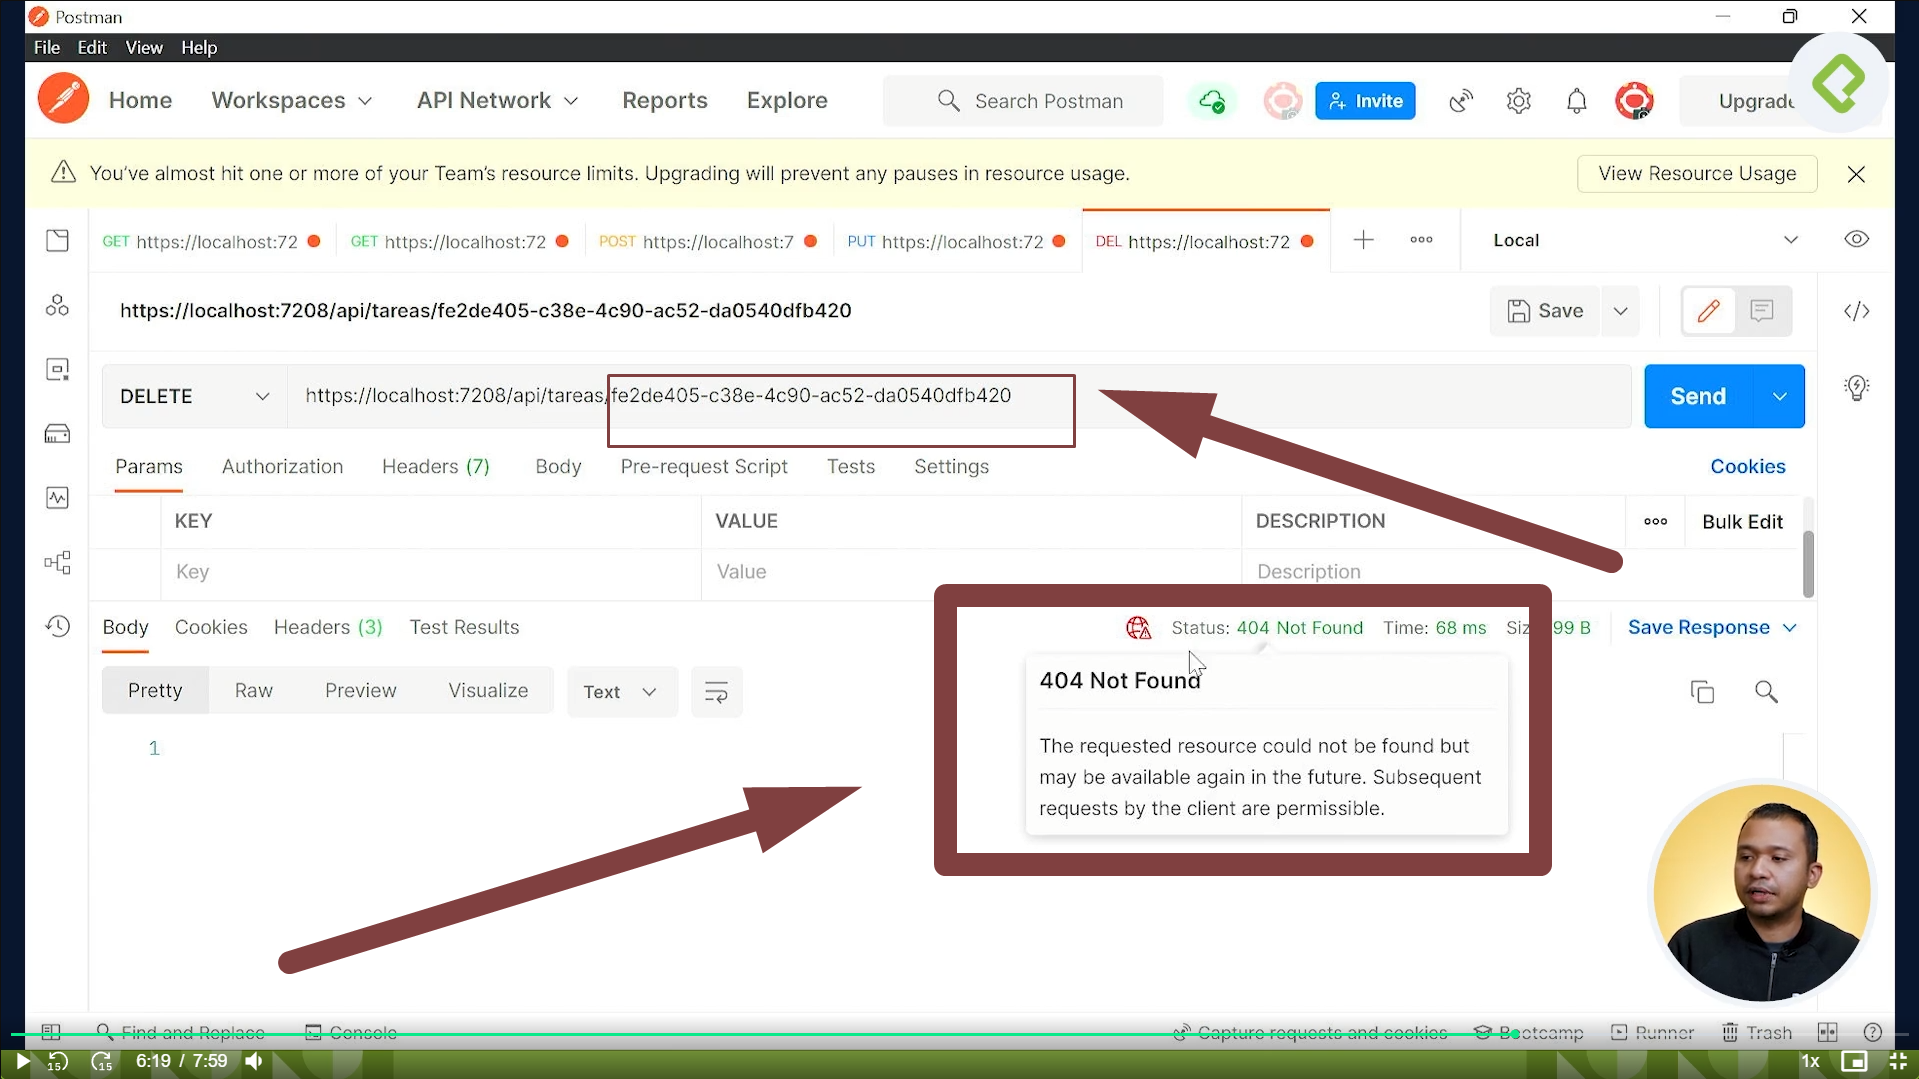 Postman
File Edit View Help
Home Workspaces API Network Reports Explore Search Postman Invite Upgrade
You've almost hit one or more of your Team's resource limits. Upgrading will prevent any pauses in resource usage. View Resource Usage
GET https://localhost:72 GET https://localhost:72 POST https://localhost:7 PUT https://localhost:72 DEL https://localhost:72 Local
https://localhost:7208/api/tareas/fe2de405-c38e-4c90-ac52-da0540dfb420 Save
DELETE https://localhost:7208/api/tareas/fe2de405-c38e-4c90-ac52-da0540dfb420 Send
Params Authorization Headers (7) Body Pre-request Script Tests Settings Cookies
KEY VALUE DESCRIPTION Bulk Edit
Key Value Description
Body Cookies Headers (3) Test Results Status: 404 Not Found Time: 68 ms 99 B Save Response
Pretty Raw Preview Visualize Text
404 Not Found
1
The requested resource could not be found but
may be available again in the future. Subsequent
requests by the client are permissible.
Find and Replace Console Capture requests and cookies Bootcamp Runner Trash
15 15 6:19 / 7:59 1x